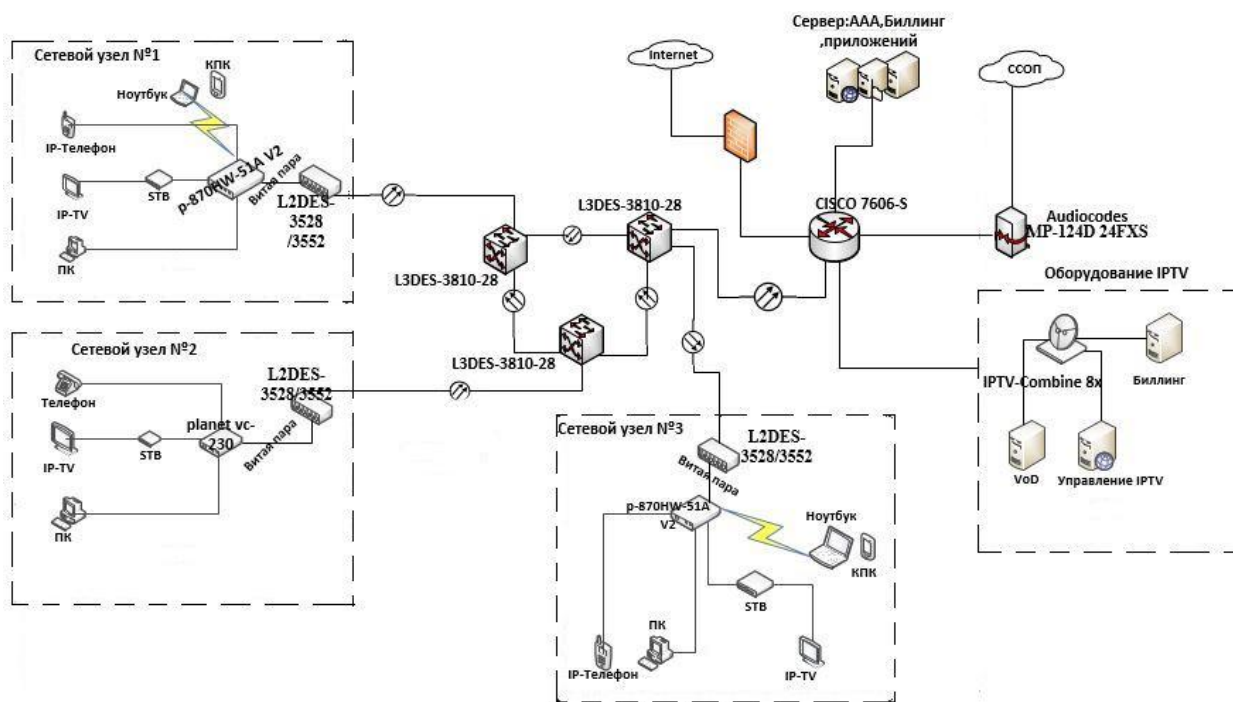 Сетевой узел №1
КПК
Ноутбук
IP-Телефон
p-870HW-51A V2
Витая пара
STB
IP-TV
L2DES-
3528
/3552
ПК
Сетевой узел №2
Телефон
planet vc-
230
STB
IP-TV
Витая пара
L2DES-
3528/3552
ПК
L3DES-3810-28
L3DES-3810-28
L3DES-3810-28
Internet
Сервер:ААА,Биллинг
,приложений
ССОП
CISCO 7606-S
Audiocodes
MP-124D 24FXS
Оборудование IPTV
IPTV-Combine 8x
Биллинг
VoD
Управление IPTV
Сетевой узел №3
L2DES-
3528/3552
Витая пара
p-870HW-51A
V2
Ноутбук
КПК
STB
ПК
IP-Телефон
IP-TV